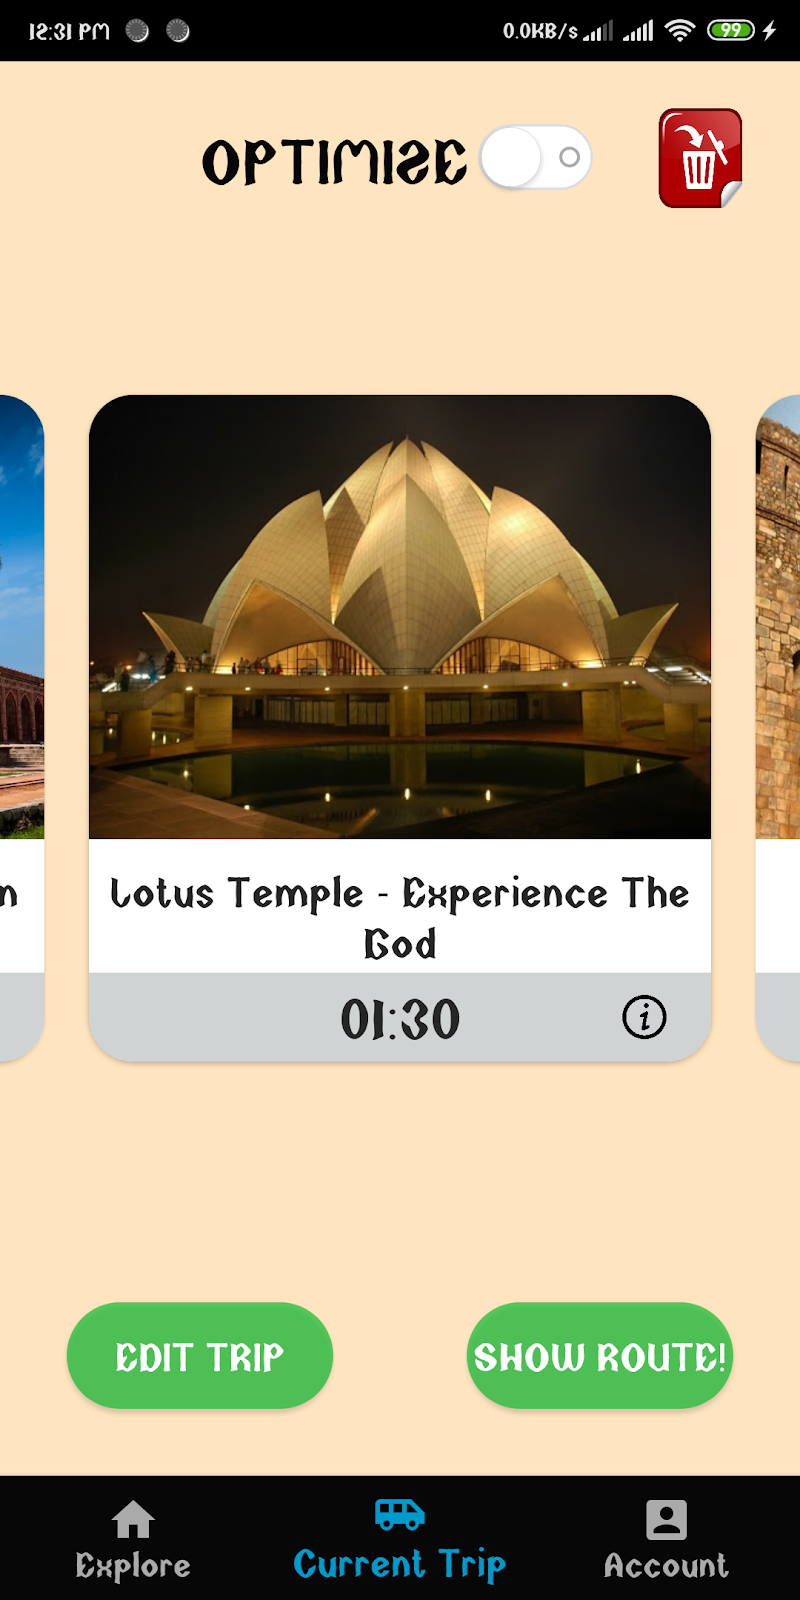 12:31 PM
0.0KB/s
99
OPTIMISE
n
Lotus Temple - Experience The
God
01:30
i
EDIT TRIP
SHOW ROUTE!
Explore
Current Trip
Account